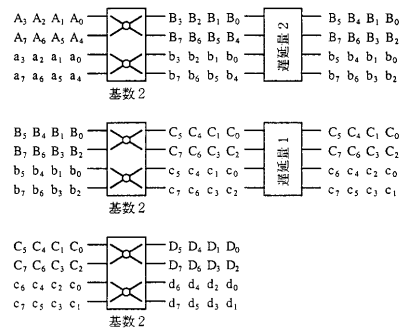 A₃ A₂ A₁ A₀ B₃ B₂ B₁ B₀ B₅ B₄ B₁ B₀
A₇ A₆ A₅ A₄ B₇ B₆ B₅ B₄ B₇ B₆ B₃ B₂
a₃ a₂ a₁ a₀ b₃ b₂ b₁ b₀ b₅ b₄ b₁ b₀
a₇ a₆ a₅ a₄ b₇ b₆ b₅ b₄ b₇ b₆ b₃ b₂
遅延量 2
基数 2
B₅ B₄ B₁ B₀ C₅ C₄ C₁ C₀ C₅ C₄ C₁ C₀
B₇ B₆ B₃ B₂ C₇ C₆ C₃ C₂ C₇ C₆ C₃ C₂
b₅ b₄ b₁ b₀ c₅ c₄ c₁ c₀ c₆ c₄ c₂ c₀
b₇ b₆ b₃ b₂ c₇ c₆ c₃ c₂ c₇ c₅ c₃ c₁
遅延量 1
基数 2
C₅ C₄ C₁ C₀ D₅ D₄ D₁ D₀
C₇ C₆ C₃ C₂ D₇ D₆ D₃ D₂
c₆ c₄ c₂ c₀ d₆ d₄ d₂ d₀
c₇ c₅ c₃ c₁ d₇ d₅ d₃ d₁
基数 2